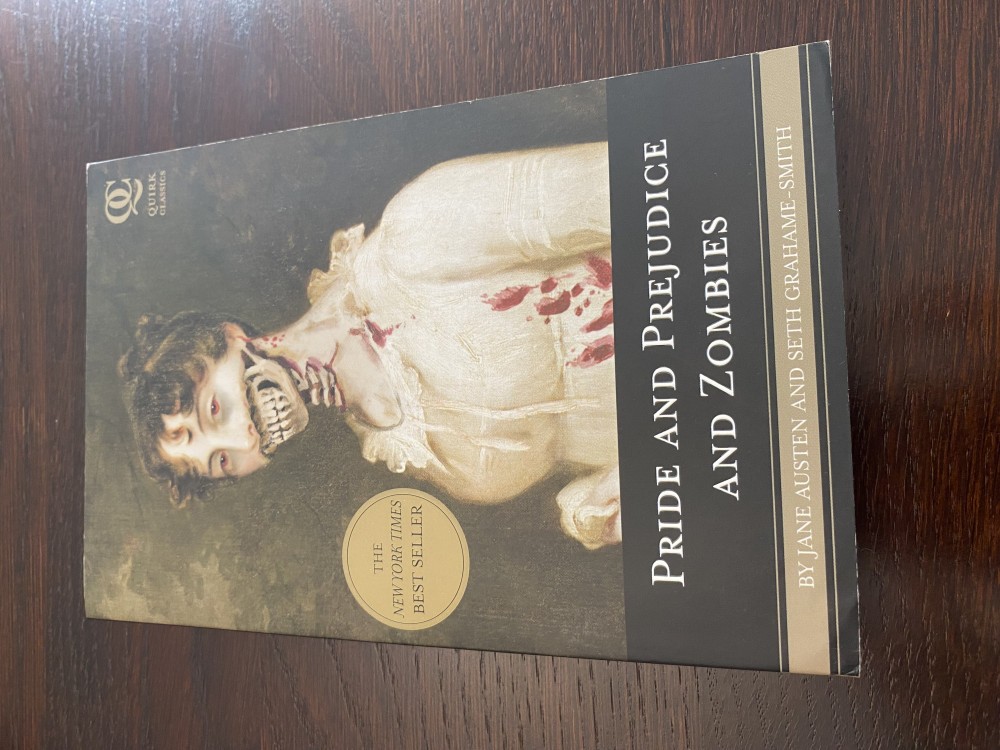 QC
QUIRK
CLASSICS
THE
NEW YORK TIMES
BEST SELLER
PRIDE AND PREJUDICE
AND ZOMBIES
BY JANE AUSTEN AND SETH GRAHAME-SMITH